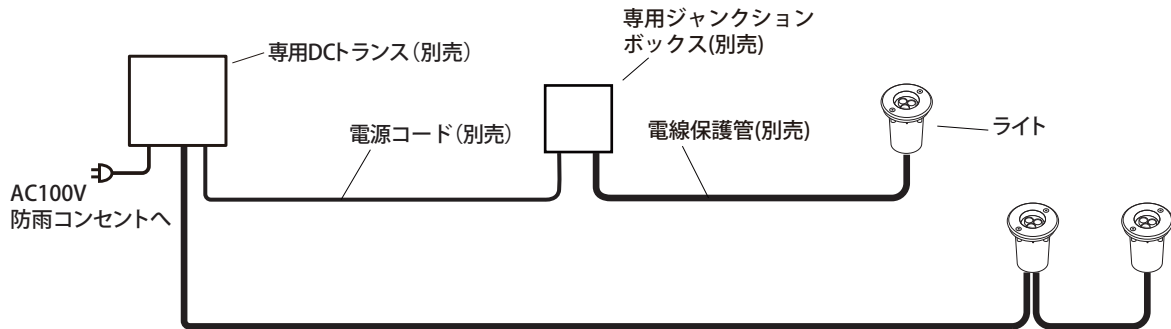 専用ジャンクション
ボックス(別売)
専用DCトランス（別売）
電源コード（別売）
電線保護管(別売)
ライト
AC100V
防雨コンセントへ